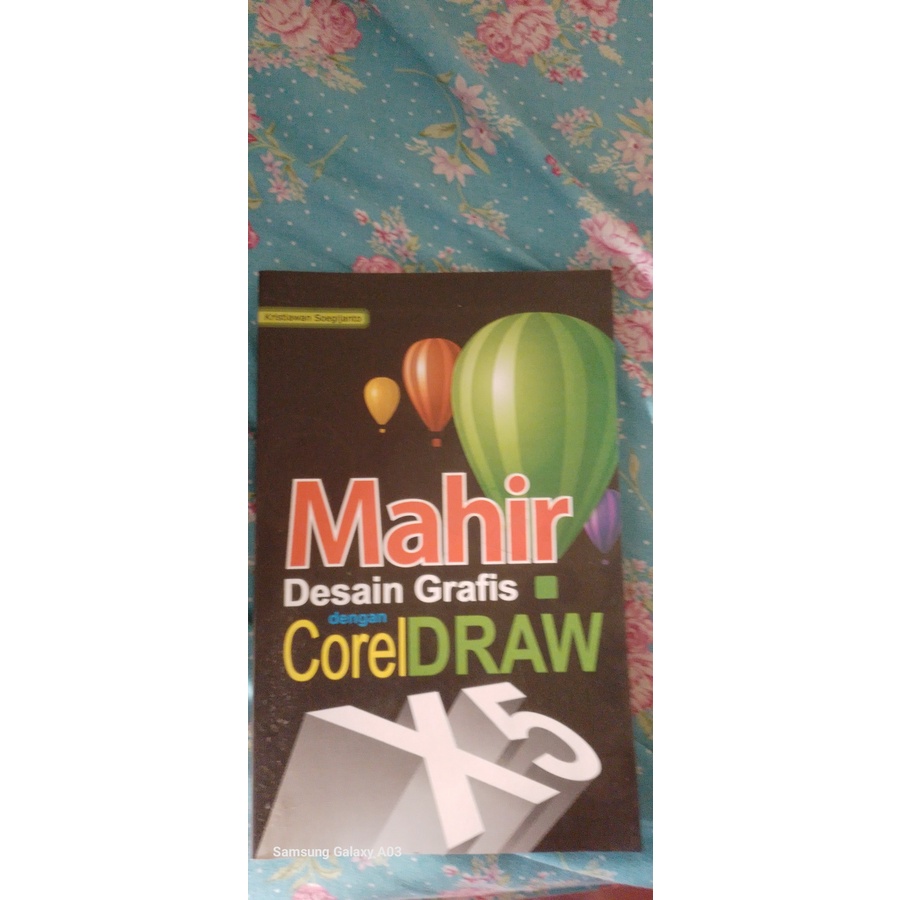 Kristiawan Soepijanto
Mahir
Desain Grafis
dengan
CorelDRAW
X5
Samsung Galaxy A03